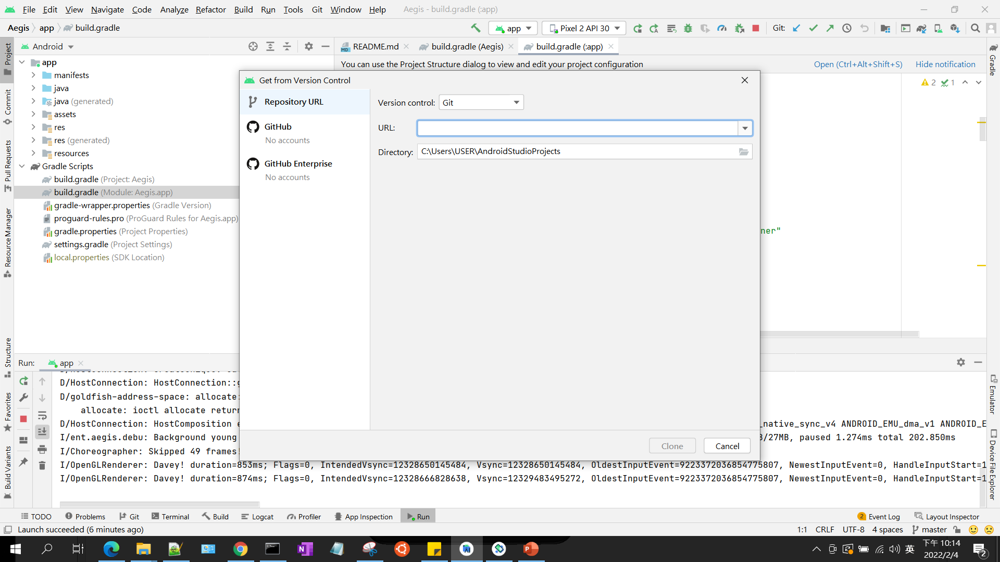 File Edit View Navigate Code Analyze Refactor Build Run Tools Git Window Help Aegis - build.gradle (:app)
Aegis app build.gradle
app Pixel 2 API 30 Git:
Android
README.md build.gradle (Aegis) build.gradle (:app)
You can use the Project Structure dialog to view and edit your project configuration Open (Ctrl+Alt+Shift+S) Hide notification
2 1
app
manifests
java
java (generated)
assets
res
res (generated)
resources
Gradle Scripts
build.gradle (Project: Aegis)
build.gradle (Module: Aegis.app)
gradle-wrapper.properties (Gradle Version)
proguard-rules.pro (ProGuard Rules for Aegis.app)
gradle.properties (Project Properties)
settings.gradle (Project Settings)
local.properties (SDK Location)
Get from Version Control
Repository URL
GitHub
No accounts
GitHub Enterprise
No accounts
Version control: Git
URL:
Directory: C:\Users\USER\AndroidStudioProjects
Clone Cancel
ner"
Project
Commit
Pull Requests
Resource Manager
Structure
Favorites
Build Variants
Gradle
Emulator
Device File Explorer
Run: app
D/HostConnection: HostConnection::
D/goldfish-address-space: allocate:
allocate: ioctl allocate return
D/HostConnection: HostComposition _native_sync_v4 ANDROID_EMU_dma_v1 ANDROID_E
I/ent.aegis.debu: Background young /27MB, paused 1.274ms total 202.850ms
I/Choreographer: Skipped 49 frames!
I/OpenGLRenderer: Davey! duration=853ms; Flags=0, IntendedVsync=12328650145484, Vsync=12328650145484, OldestInputEvent=9223372036854775807, NewestInputEvent=0, HandleInputStart=1
I/OpenGLRenderer: Davey! duration=874ms; Flags=0, IntendedVsync=12328666828638, Vsync=12329483495272, OldestInputEvent=9223372036854775807, NewestInputEvent=0, HandleInputStart=1
TODO Problems Git Terminal Build Logcat Profiler App Inspection Run 2 Event Log Layout Inspector
Launch succeeded (6 minutes ago) 1:1 CRLF UTF-8 4 spaces master
英 下午 10:14
2022/2/4
2